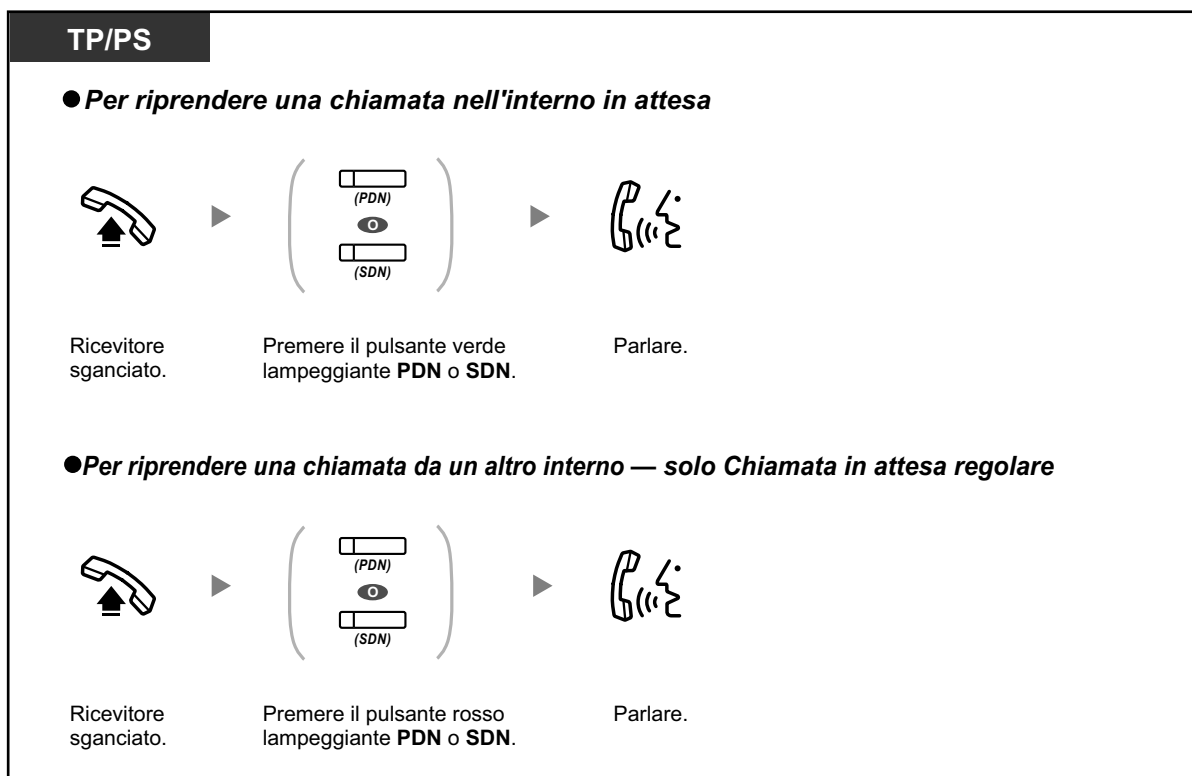 TP/PS
●Per riprendere una chiamata nell'interno in attesa
(PDN)
O
(SDN)
Ricevitore
sganciato.
Premere il pulsante verde
lampeggiante PDN o SDN.
Parlare.
●Per riprendere una chiamata da un altro interno — solo Chiamata in attesa regolare
(PDN)
O
(SDN)
Ricevitore
sganciato.
Premere il pulsante rosso
lampeggiante PDN o SDN.
Parlare.